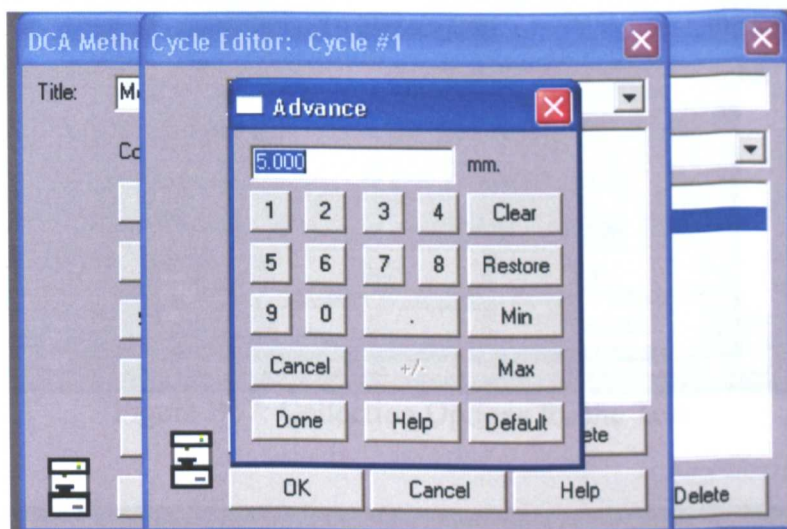 DCA Meth
Cycle Editor: Cycle #1
Title:
Advance
5.000 mm.
1 2 3 4 Clear
5 6 7 8 Restore
9 0 . Min
Cancel +/- Max
Done Help Default
OK Cancel Help
Delete